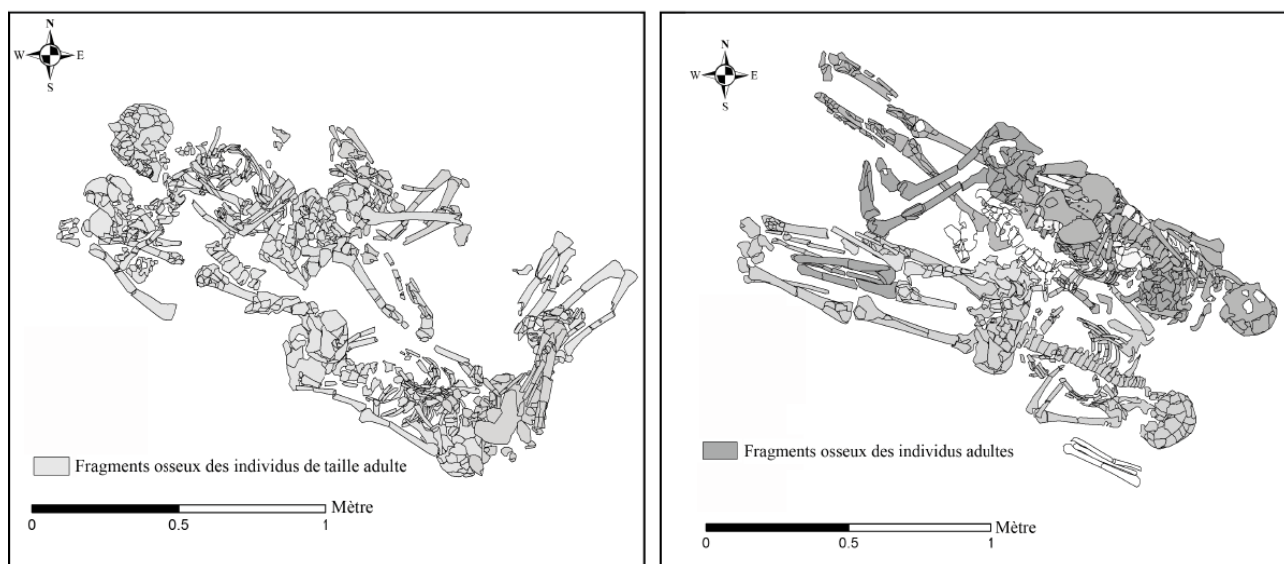 N
W E
S
Fragments osseux des individus de taille adulte
Mètre
0 0.5 1
N
W E
S
Fragments osseux des individus adultes
Mètre
0 0.5 1